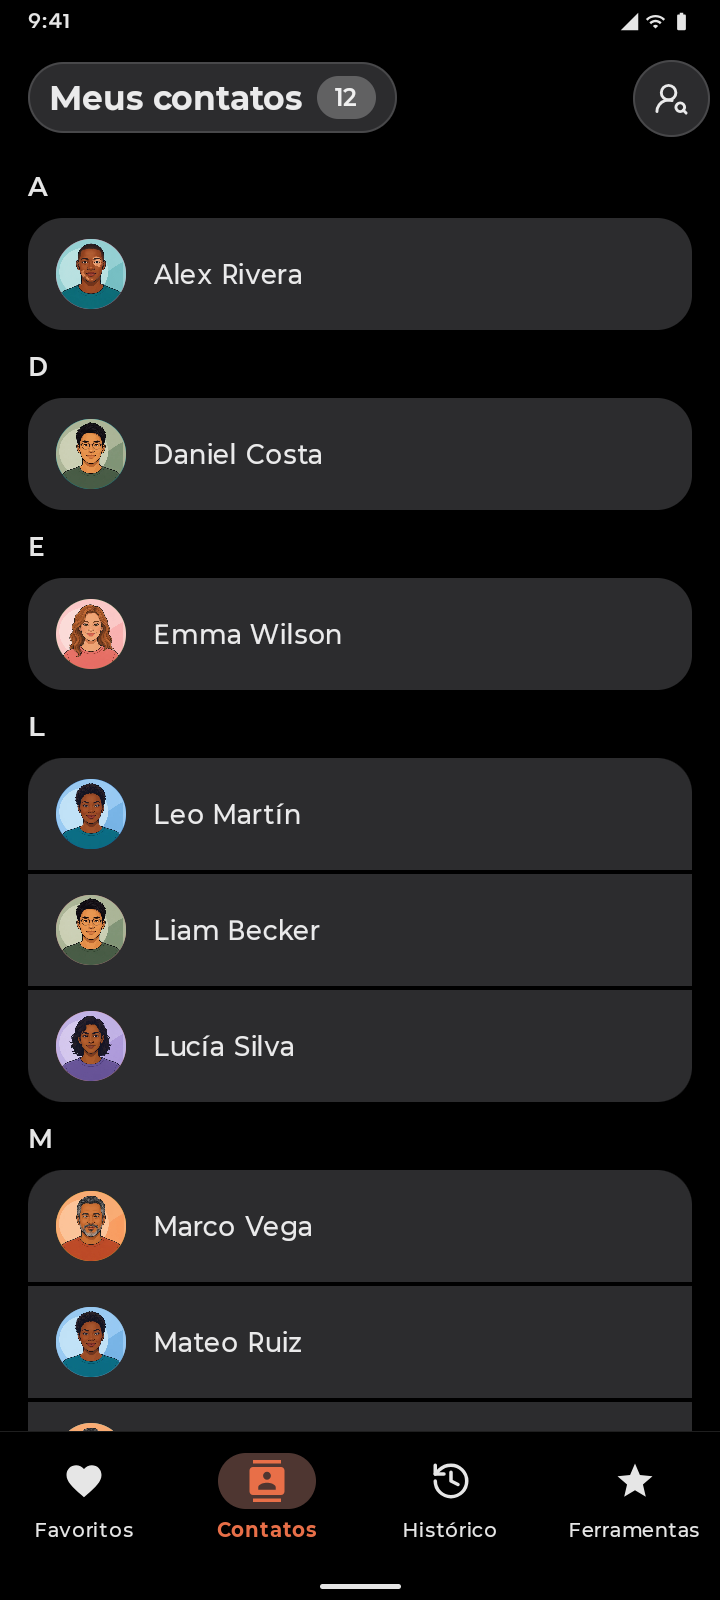 9:41
Meus contatos 12
A
Alex Rivera
D
Daniel Costa
E
Emma Wilson
L
Leo Martín
Liam Becker
Lucía Silva
M
Marco Vega
Mateo Ruiz
Favoritos Contatos Histórico Ferramentas